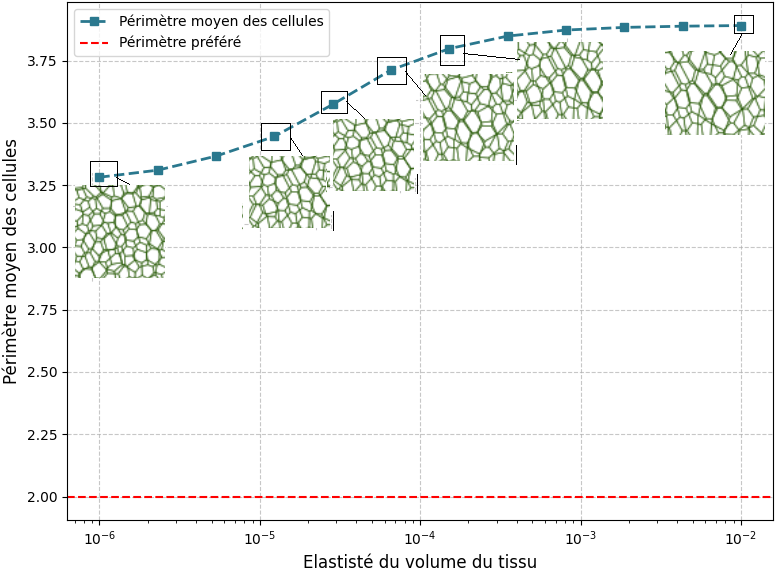 Périmètre moyen des cellules
Périmètre préféré
Périmètre moyen des cellules
3.75
3.50
3.25
3.00
2.75
2.50
2.25
2.00
10⁻⁶ 10⁻⁵ 10⁻⁴ 10⁻³ 10⁻²
Elastisté du volume du tissu